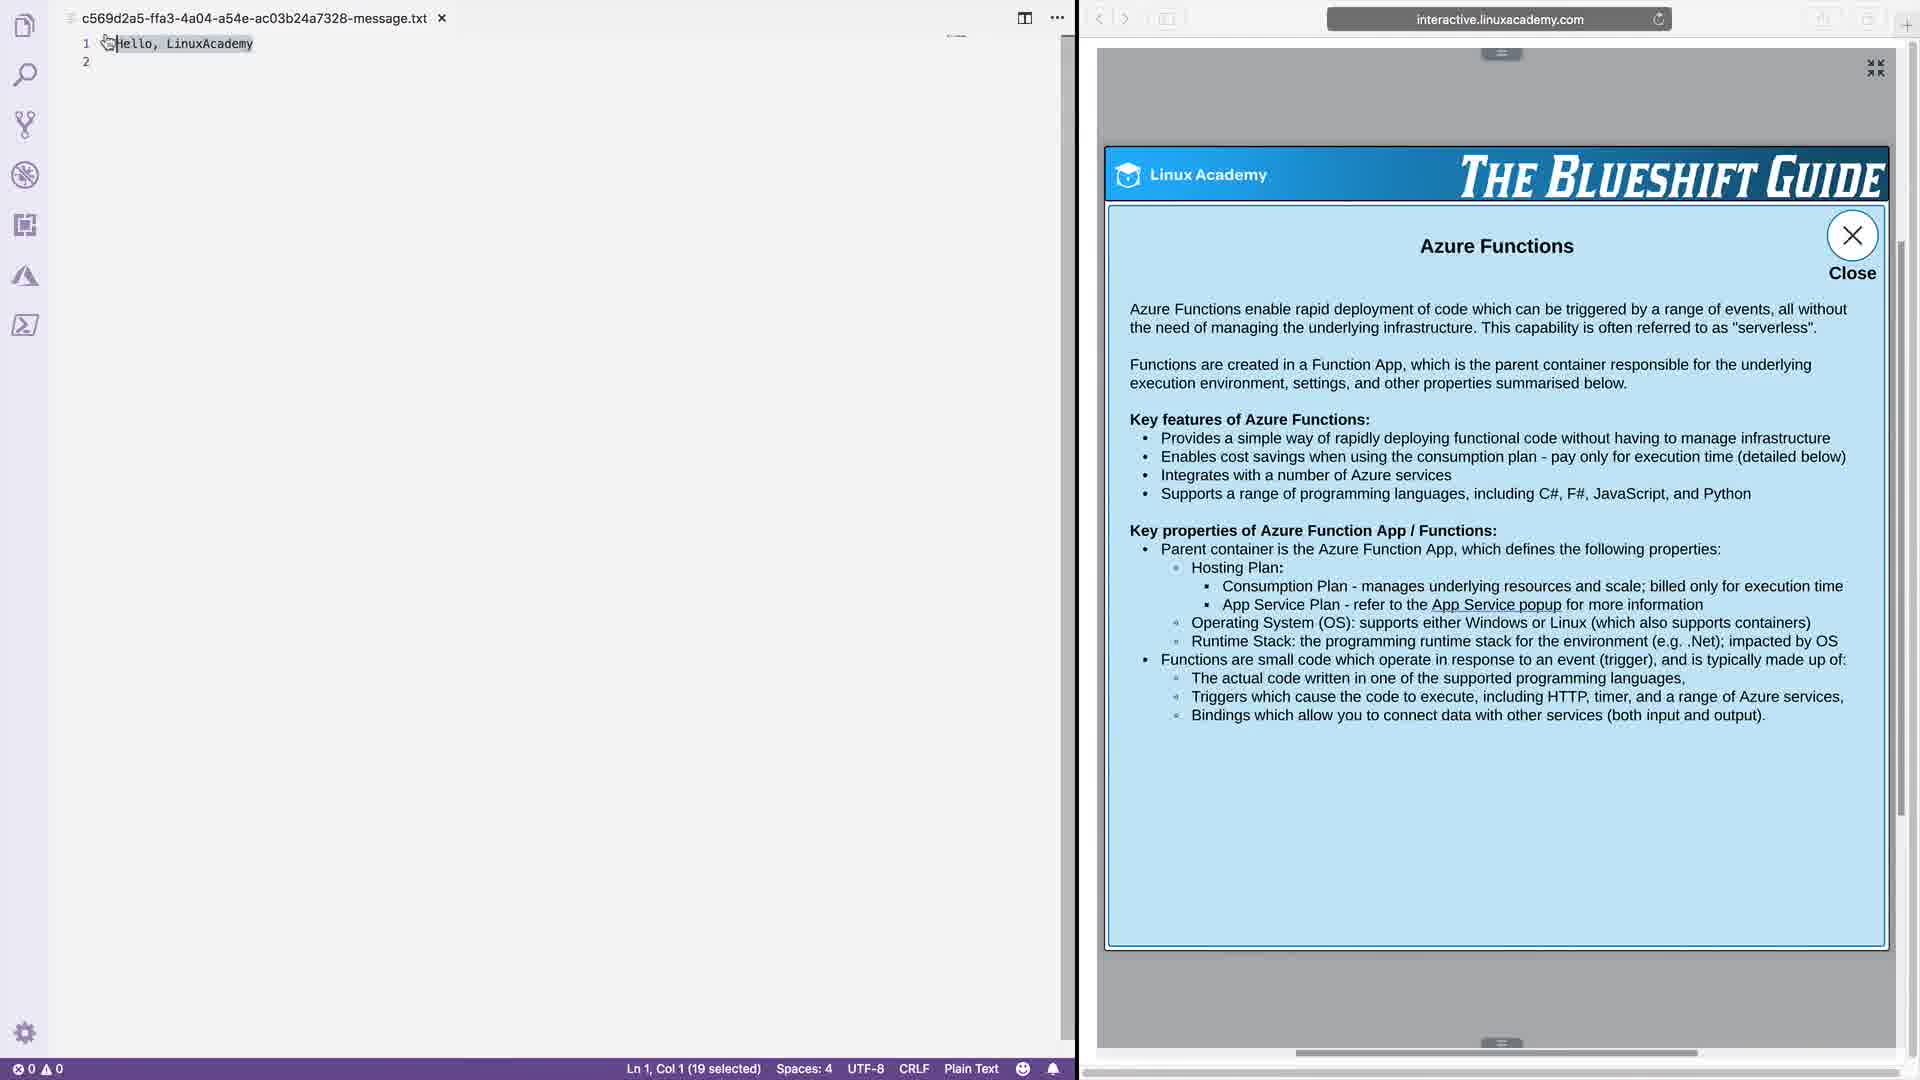 c569d2a5-ffa3-4a04-a54e-ac03b24a7328-message.txt
1 Hello, LinuxAcademy
2
0 0
Ln 1, Col 1 (19 selected) Spaces: 4 UTF-8 CRLF Plain Text
interactive.linuxacademy.com
Linux Academy
THE BLUESHIFT GUIDE
Azure Functions
Close
Azure Functions enable rapid deployment of code which can be triggered by a range of events, all without
the need of managing the underlying infrastructure. This capability is often referred to as "serverless".
Functions are created in a Function App, which is the parent container responsible for the underlying
execution environment, settings, and other properties summarised below.
Key features of Azure Functions:
• Provides a simple way of rapidly deploying functional code without having to manage infrastructure
• Enables cost savings when using the consumption plan - pay only for execution time (detailed below)
• Integrates with a number of Azure services
• Supports a range of programming languages, including C#, F#, JavaScript, and Python
Key properties of Azure Function App / Functions:
• Parent container is the Azure Function App, which defines the following properties:
◦ Hosting Plan:
▪ Consumption Plan - manages underlying resources and scale; billed only for execution time
▪ App Service Plan - refer to the App Service popup for more information
◦ Operating System (OS): supports either Windows or Linux (which also supports containers)
◦ Runtime Stack: the programming runtime stack for the environment (e.g. .Net); impacted by OS
• Functions are small code which operate in response to an event (trigger), and is typically made up of:
◦ The actual code written in one of the supported programming languages,
◦ Triggers which cause the code to execute, including HTTP, timer, and a range of Azure services,
◦ Bindings which allow you to connect data with other services (both input and output).